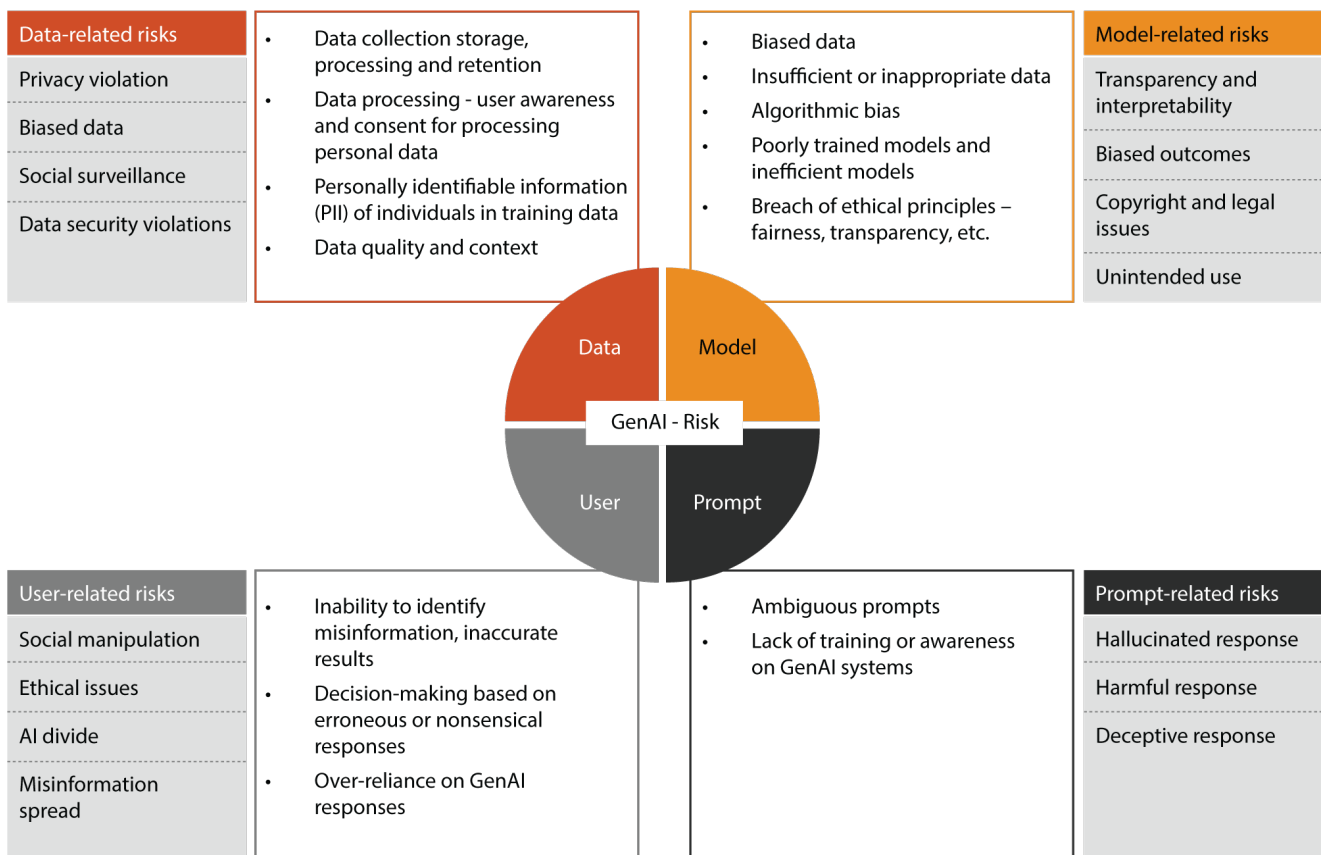 Data-related risks
Privacy violation
Biased data
Social surveillance
Data security violations
• Data collection storage,
processing and retention
• Data processing - user awareness
and consent for processing
personal data
• Personally identifiable information
(PII) of individuals in training data
• Data quality and context
• Biased data
• Insufficient or inappropriate data
• Algorithmic bias
• Poorly trained models and
inefficient models
• Breach of ethical principles –
fairness, transparency, etc.
Model-related risks
Transparency and
interpretability
Biased outcomes
Copyright and legal
issues
Unintended use
Data
Model
GenAI - Risk
User
Prompt
User-related risks
Social manipulation
Ethical issues
AI divide
Misinformation
spread
• Inability to identify
misinformation, inaccurate
results
• Decision-making based on
erroneous or nonsensical
responses
• Over-reliance on GenAI
responses
• Ambiguous prompts
• Lack of training or awareness
on GenAI systems
Prompt-related risks
Hallucinated response
Harmful response
Deceptive response